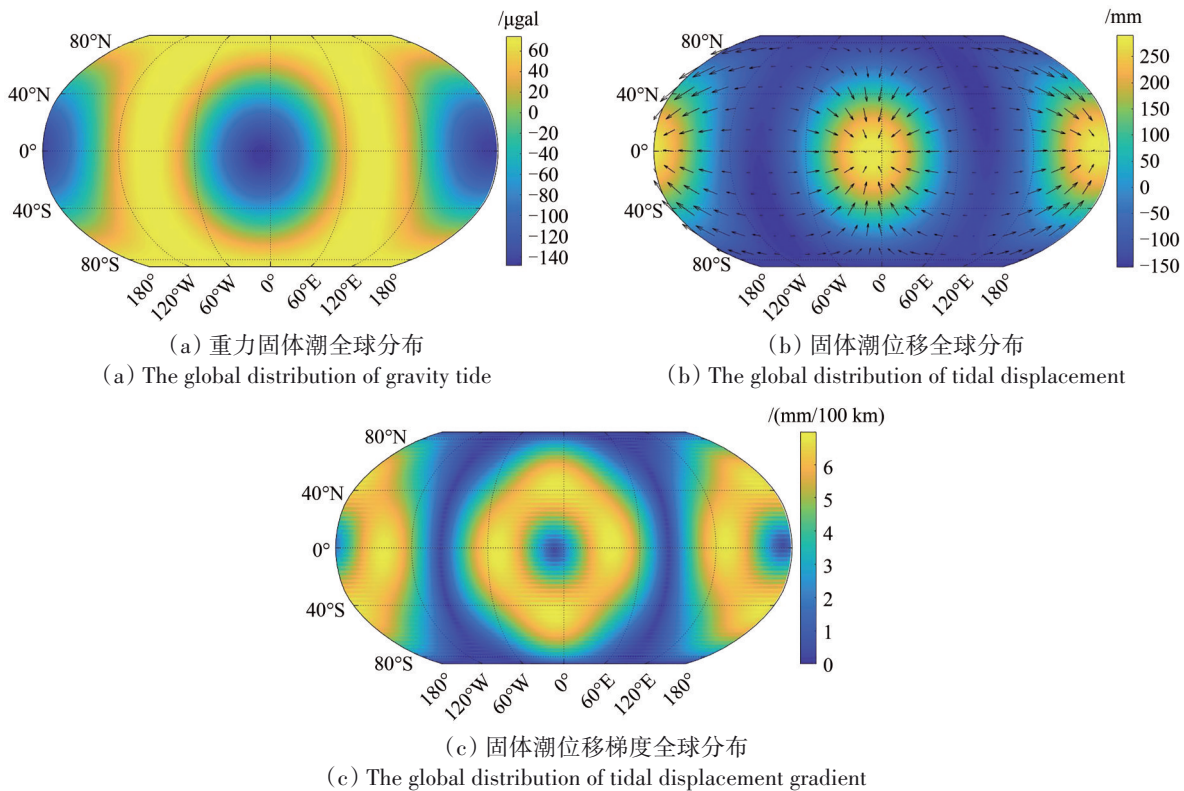 /μgal
80°N
40°N
0°
40°S
80°S
60
40
20
0
−20
−40
−60
−80
−100
−120
−140
180°
120°W
60°W
0°
60°E
120°E
180°
(a) 重力固体潮全球分布
(a) The global distribution of gravity tide
/mm
80°N
40°N
0°
40°S
80°S
250
200
150
100
50
0
−50
−100
−150
180°
120°W
60°W
0°
60°E
120°E
180°
(b) 固体潮位移全球分布
(b) The global distribution of tidal displacement
/(mm/100 km)
80°N
40°N
0°
40°S
80°S
6
5
4
3
2
1
0
180°
120°W
60°W
0°
60°E
120°E
180°
(c) 固体潮位移梯度全球分布
(c) The global distribution of tidal displacement gradient